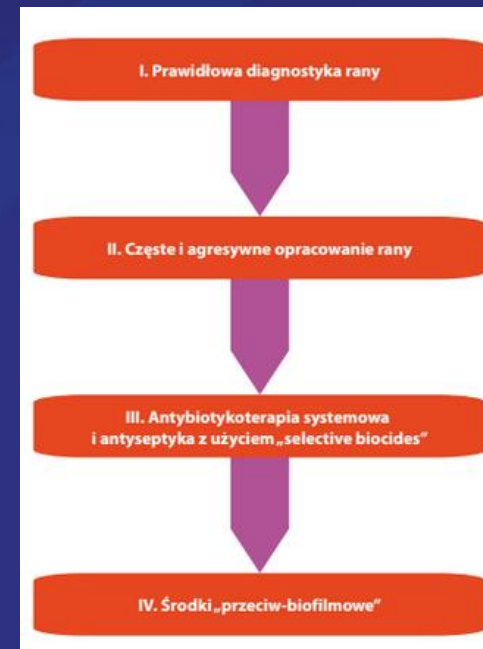 I. Prawidłowa diagnostyka rany
II. Częste i agresywne opracowanie rany
III. Antybiotykoterapia systemowa
i antyseptyka z użyciem „selective biocides”
IV. Środki „przeciw-biofilmowe”